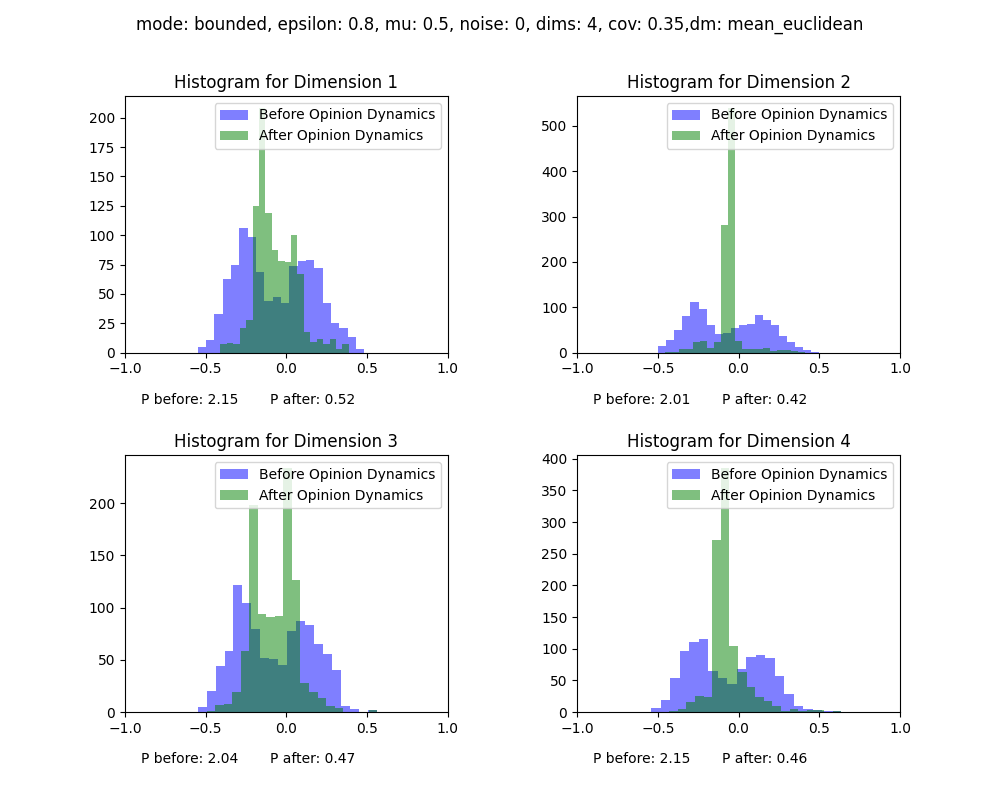 mode: bounded, epsilon: 0.8, mu: 0.5, noise: 0, dims: 4, cov: 0.35,dm: mean_euclidean
Histogram for Dimension 1
Before Opinion Dynamics
After Opinion Dynamics
200
175
150
125
100
75
50
25
0
−1.0 −0.5 0.0 0.5 1.0
P before: 2.15 P after: 0.52
Histogram for Dimension 2
Before Opinion Dynamics
After Opinion Dynamics
500
400
300
200
100
0
−1.0 −0.5 0.0 0.5 1.0
P before: 2.01 P after: 0.42
Histogram for Dimension 3
Before Opinion Dynamics
After Opinion Dynamics
200
150
100
50
0
−1.0 −0.5 0.0 0.5 1.0
P before: 2.04 P after: 0.47
Histogram for Dimension 4
Before Opinion Dynamics
After Opinion Dynamics
400
350
300
250
200
150
100
50
0
−1.0 −0.5 0.0 0.5 1.0
P before: 2.15 P after: 0.46